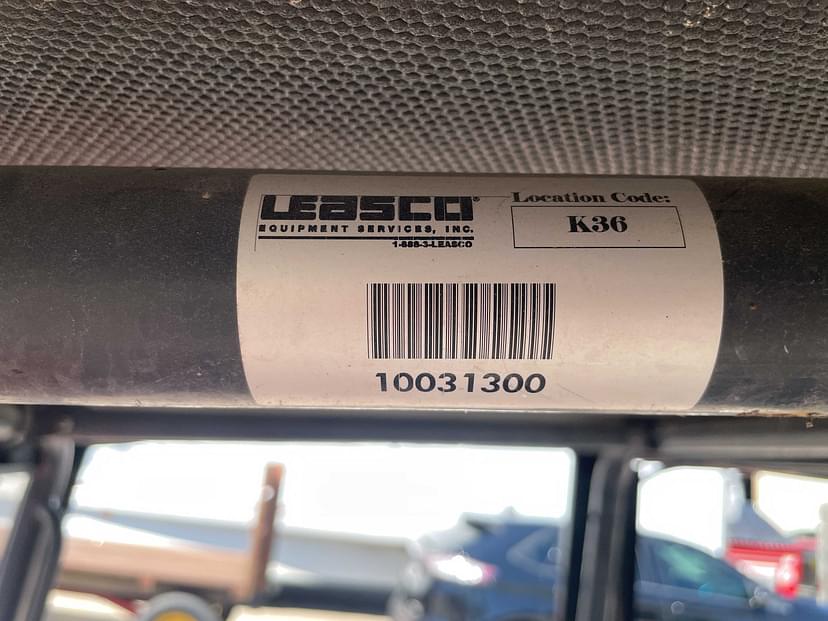 LEASCO®
EQUIPMENT SERVICES, INC.
1-888-3-LEASCO
Location Code:
K36
10031300